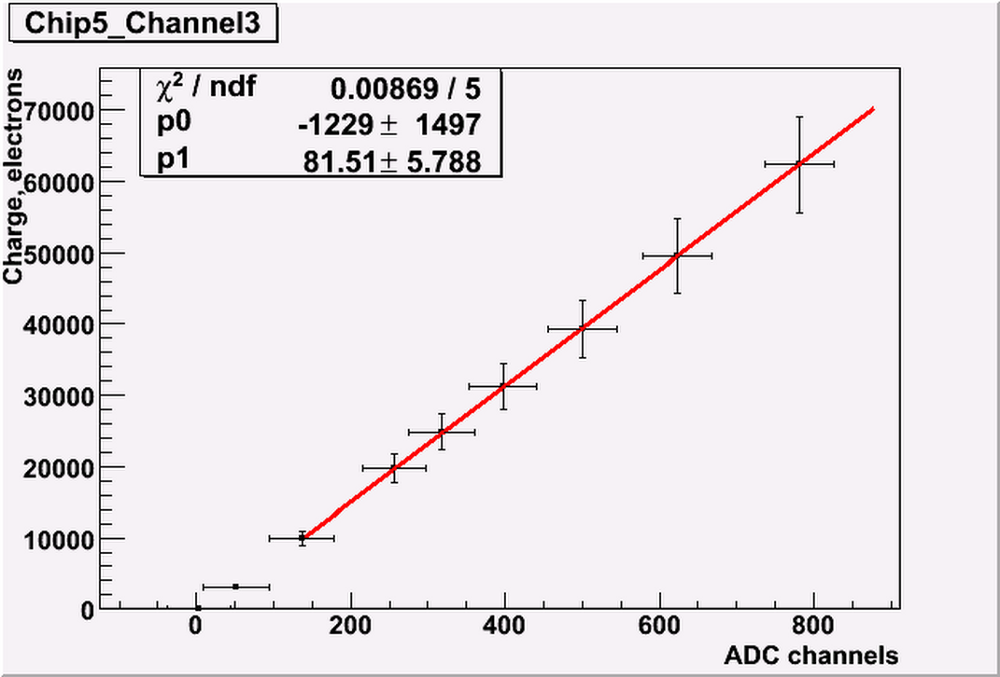 Chip5_Channel3
χ² / ndf 0.00869 / 5
p0 -1229 ± 1497
p1 81.51± 5.788
Charge, electrons
70000
60000
50000
40000
30000
20000
10000
0
0 200 400 600 800
ADC channels